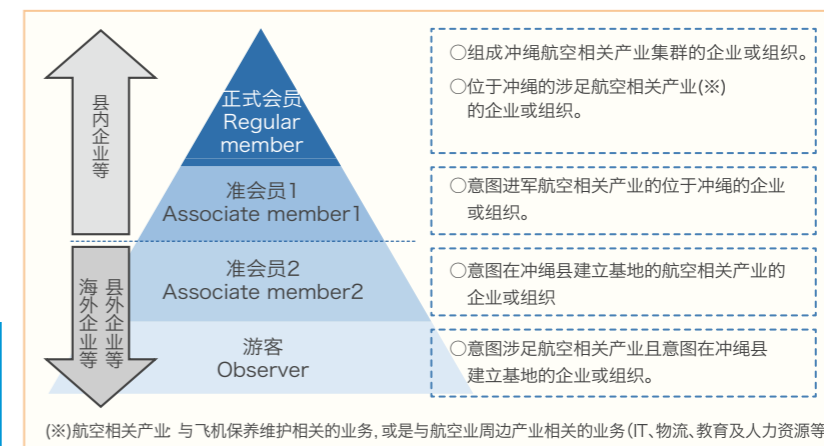 县内企业等
正式会员
Regular
member
○组成冲绳航空相关产业集群的企业或组织。
○位于冲绳的涉足航空相关产业(※)
的企业或组织。
准会员1
Associate member1
○意图进军航空相关产业的位于冲绳的企业
或组织。
县外企业等
海外企业等
准会员2
Associate member2
○意图在冲绳县建立基地的航空相关产业的
企业或组织
游客
Observer
○意图涉足航空相关产业且意图在冲绳县
建立基地的企业或组织。
(※)航空相关产业 与飞机保养维护相关的业务, 或是与航空业周边产业相关的业务(IT、物流、教育及人力资源等